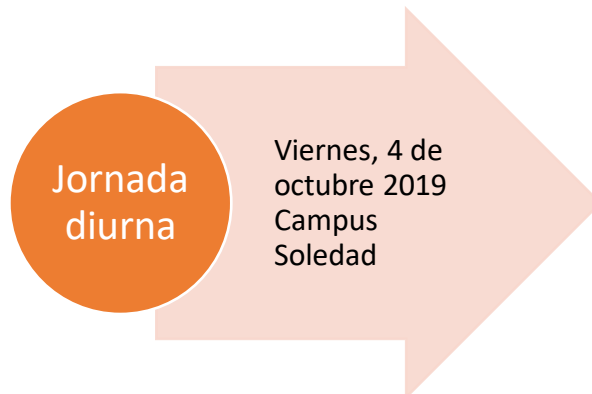 Jornada
diurna
Viernes, 4 de
octubre 2019
Campus
Soledad